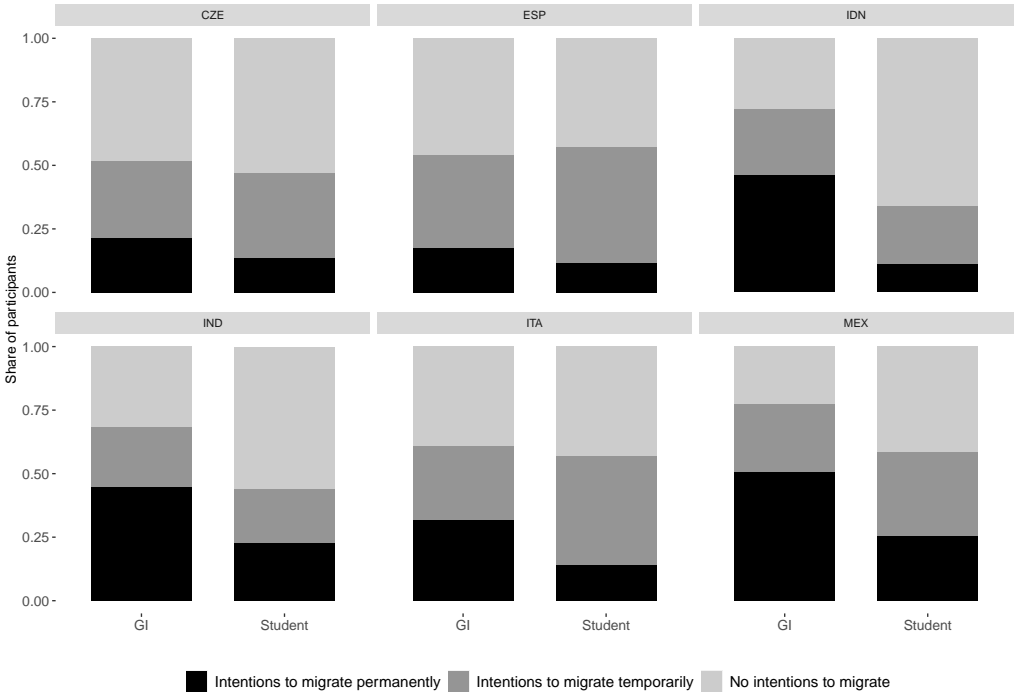 CZE ESP IDN
1.00
0.75
0.50
0.25
0.00
Share of participants
IND ITA MEX
1.00
0.75
0.50
0.25
0.00
GI Student GI Student GI Student
Intentions to migrate permanently Intentions to migrate temporarily No intentions to migrate